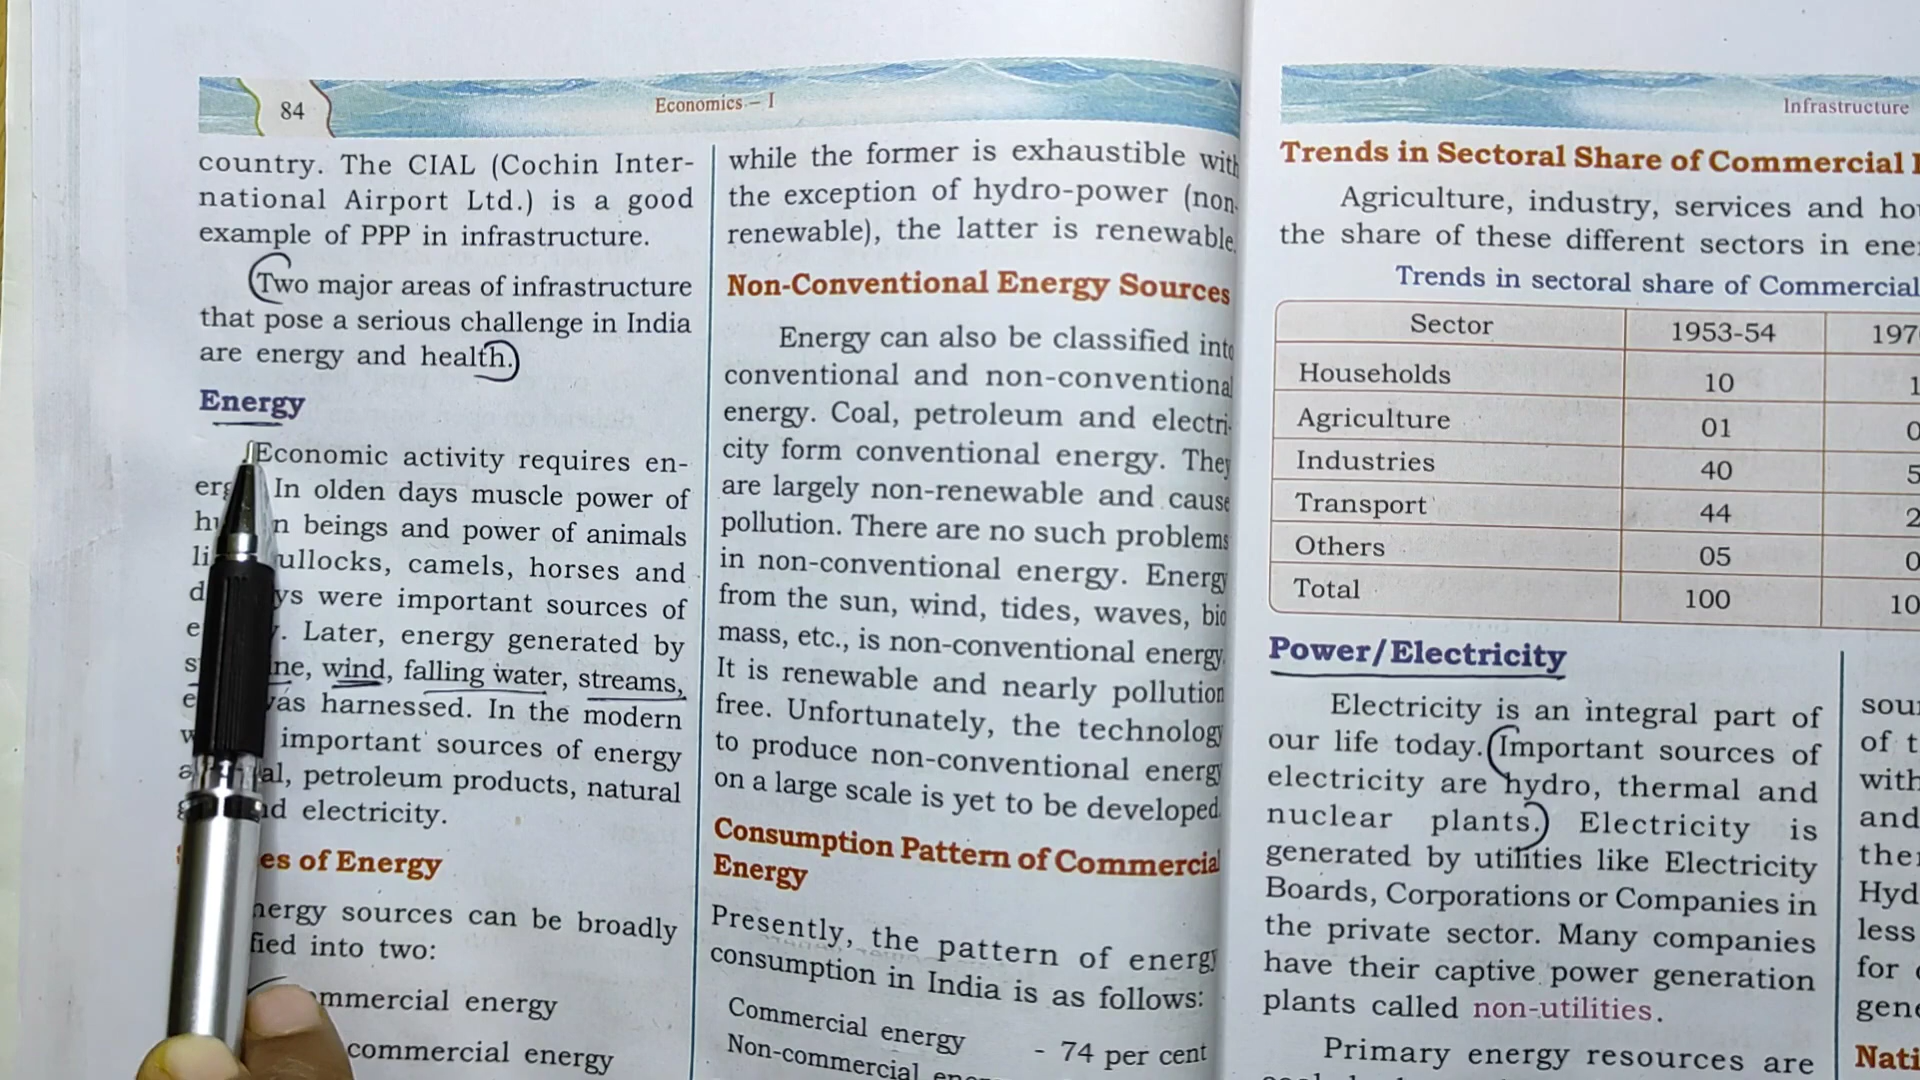 84
Economics – I
country. The CIAL (Cochin Inter-
national Airport Ltd.) is a good
example of PPP in infrastructure.
Two major areas of infrastructure
that pose a serious challenge in India
are energy and health.
Energy
Economic activity requires en-
In olden days muscle power of
beings and power of animals
bullocks, camels, horses and
were important sources of
Later, energy generated by
wind, falling water, streams,
was harnessed. In the modern
important sources of energy
petroleum products, natural
and electricity.
of Energy
Energy sources can be broadly
into two:
commercial energy
commercial energy
while the former is exhaustible with
the exception of hydro-power (non-
renewable), the latter is renewable.
Non-Conventional Energy Sources
Energy can also be classified into
conventional and non-conventional
energy. Coal, petroleum and electri-
city form conventional energy. They
are largely non-renewable and cause
pollution. There are no such problems
in non-conventional energy. Energy
from the sun, wind, tides, waves, bio
mass, etc., is non-conventional energy.
It is renewable and nearly pollution
free. Unfortunately, the technology
to produce non-conventional energy
on a large scale is yet to be developed.
Consumption Pattern of Commercial
Energy
Presently, the pattern of energy
consumption in India is as follows:
Commercial energy - 74 per cent
Non-commercial
Infrastructure
Trends in Sectoral Share of Commercial
Agriculture, industry, services and
the share of these different sectors in
Trends in sectoral share of Commercial
Sector 1953-54
Households 10
Agriculture 01
Industries 40
Transport 44
Others 05
Total 100
Power/Electricity
Electricity is an integral part of
our life today. Important sources of
electricity are hydro, thermal and
nuclear plants. Electricity is
generated by utilities like Electricity
Boards, Corporations or Companies in
the private sector. Many companies
have their captive power generation
plants called non-utilities.
Primary energy resources are
of
with
and
less
for